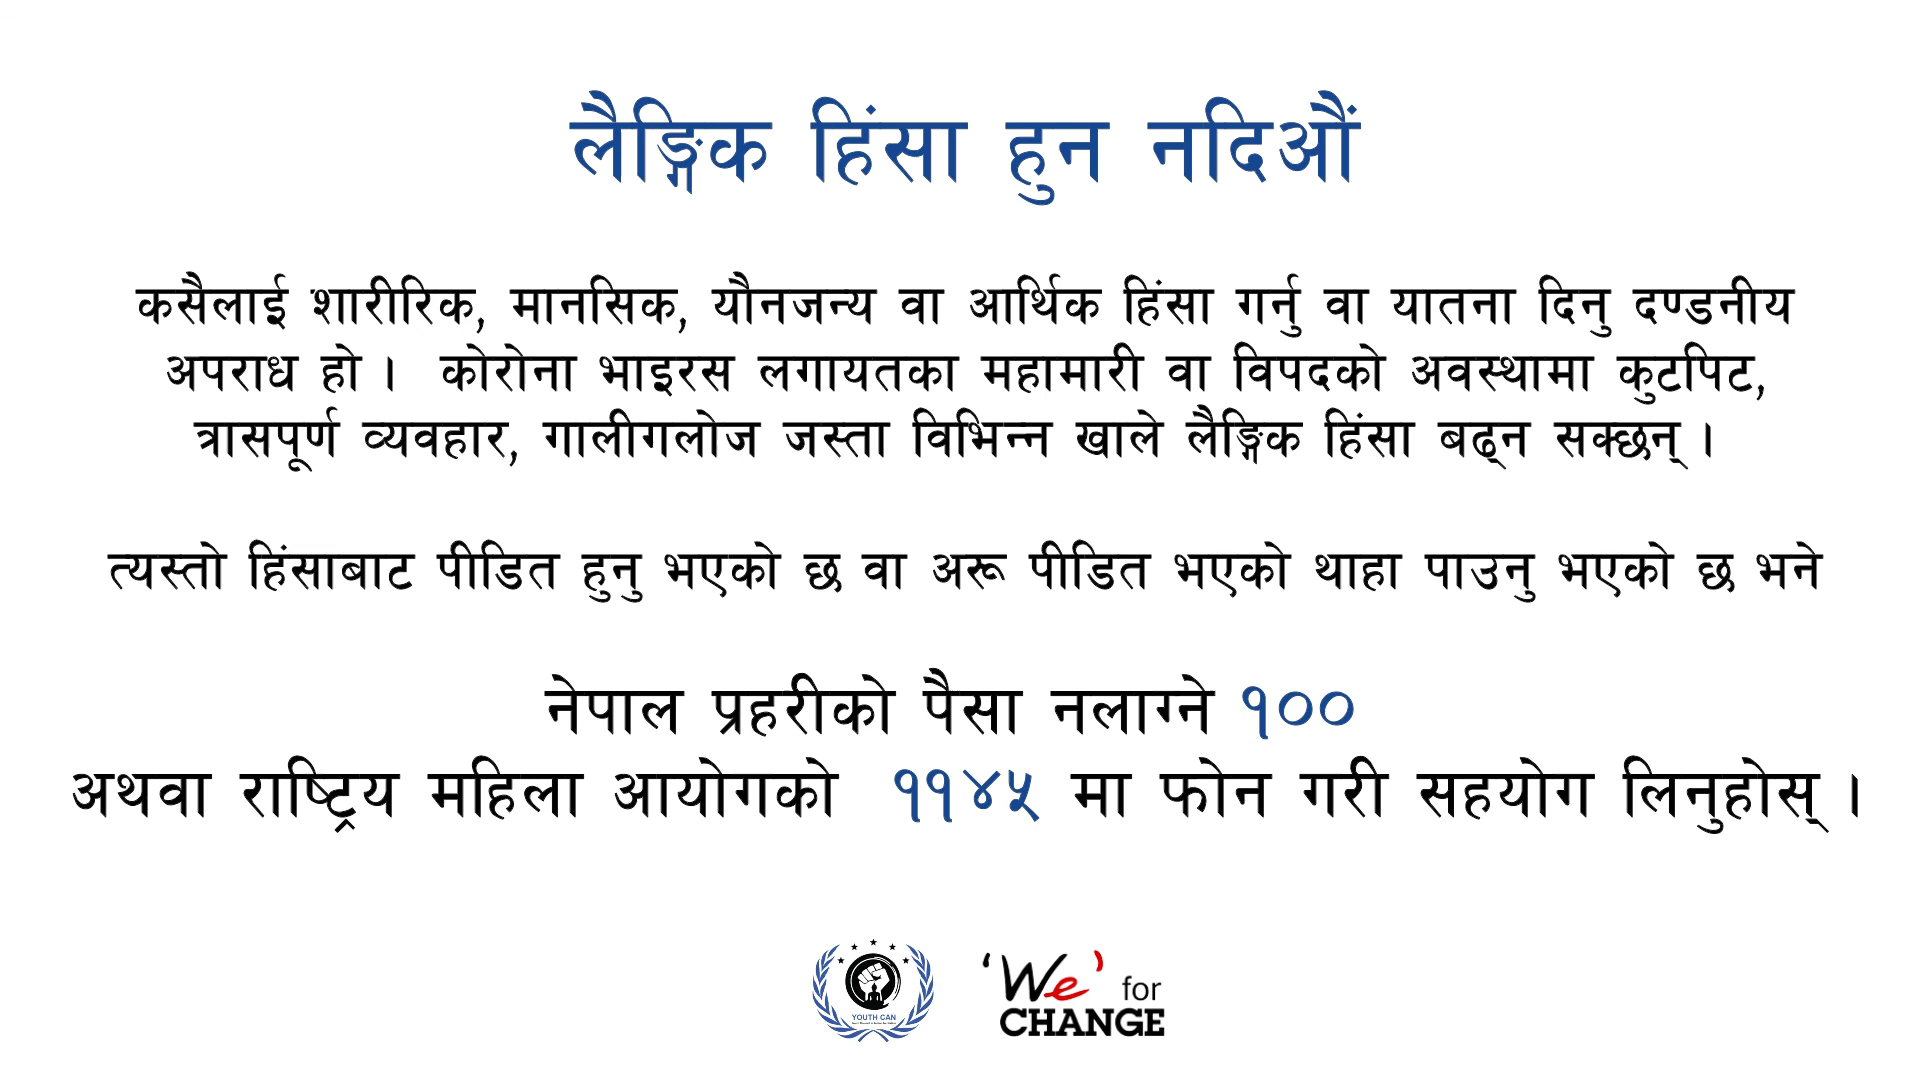 लैङ्गिक हिंसा हुन नदिऔं
कसैलाई शारीरिक, मानसिक, यौनजन्य वा आर्थिक हिंसा गर्नु वा यातना दिनु दण्डनीय
अपराध हो । कोरोना भाइरस लगायतका महामारी वा विपदको अवस्थामा कुटपिट,
त्रासपूर्ण व्यवहार, गालीगलोज जस्ता विभिन्न खाले लैङ्गिक हिंसा बढ्न सक्छन् ।
त्यस्तो हिंसाबाट पीडित हुनु भएको छ वा अरू पीडित भएको थाहा पाउनु भएको छ भने
नेपाल प्रहरीको पैसा नलाग्ने १००
अथवा राष्ट्रिय महिला आयोगको ११४५ मा फोन गरी सहयोग लिनुहोस् ।
YOUTH CAN
'We' for
CHANGE